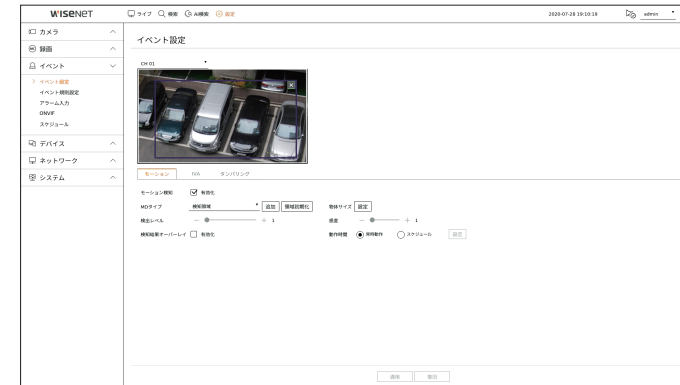 WISENET
ライブ 検索 AI検索 設定
2020-07-28 19:10:19 admin
カメラ
録画
イベント
イベント設定
イベント規則設定
アラーム入力
ONVIF
スケジュール
デバイス
ネットワーク
システム
イベント設定
CH 01
モーション IVA タンパリング
モーション検知 有効化
MDタイプ 検知領域 追加 領域初期化 物体サイズ 設定
検出レベル 1 感度 1
検知結果オーバーレイ 有効化 動作時間 常時動作 スケジュール 設定
適用 取消